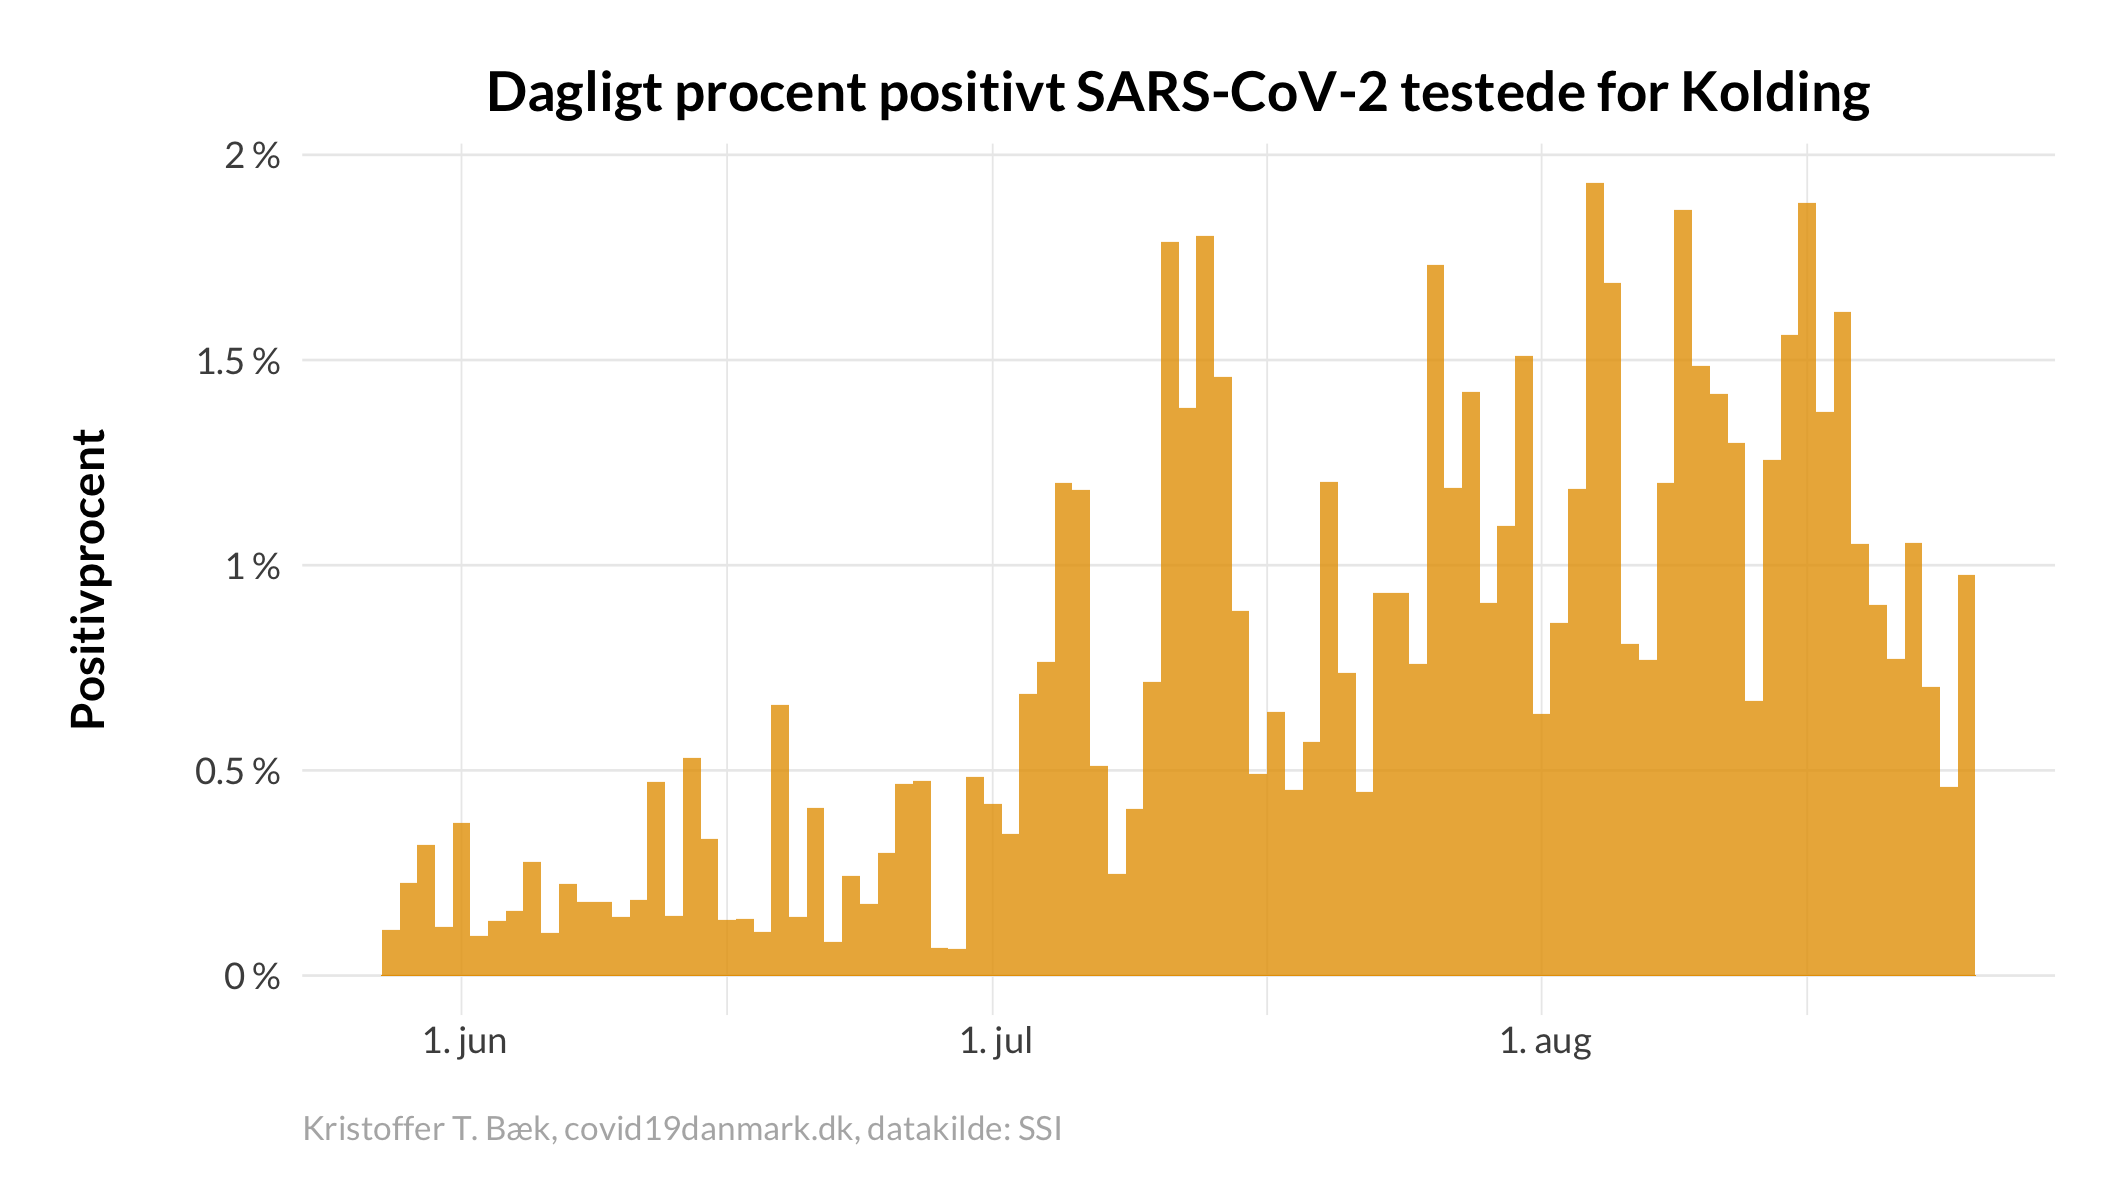 Dagligt procent positivt SARS-CoV-2 testede for Kolding
Positivprocent
2 %
1.5 %
1 %
0.5 %
0 %
1. jun
1. jul
1. aug
Kristoffer T. Bæk, covid19danmark.dk, datakilde: SSI